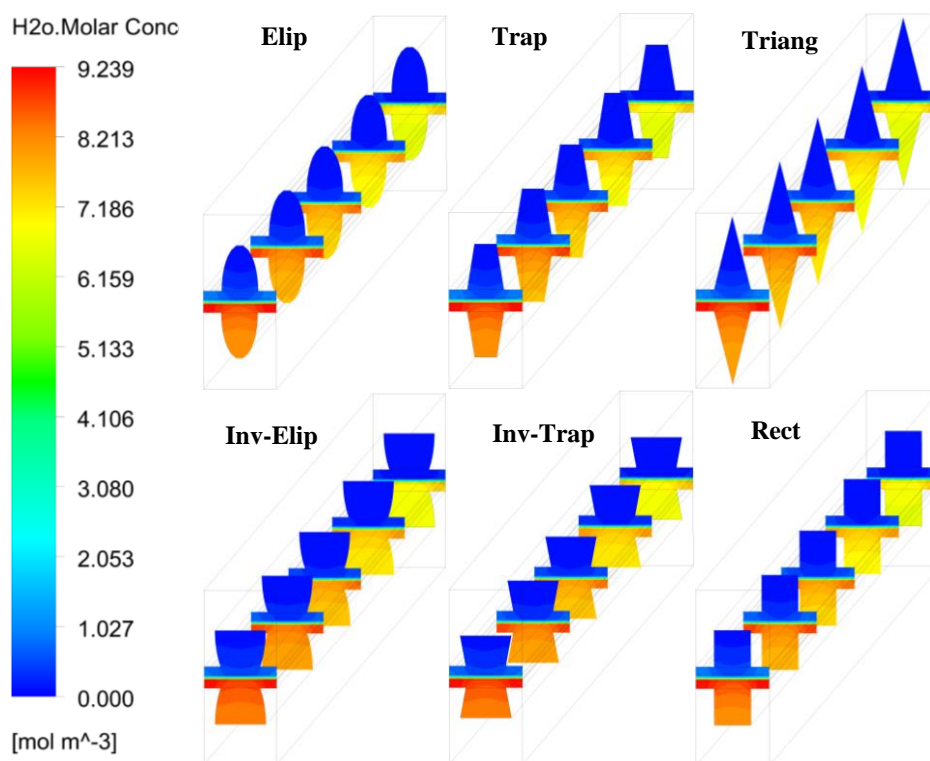 H2o.Molar Conc
9.239
8.213
7.186
6.159
5.133
4.106
3.080
2.053
1.027
0.000
[mol m^-3]
Elip
Trap
Triang
Inv-Elip
Inv-Trap
Rect